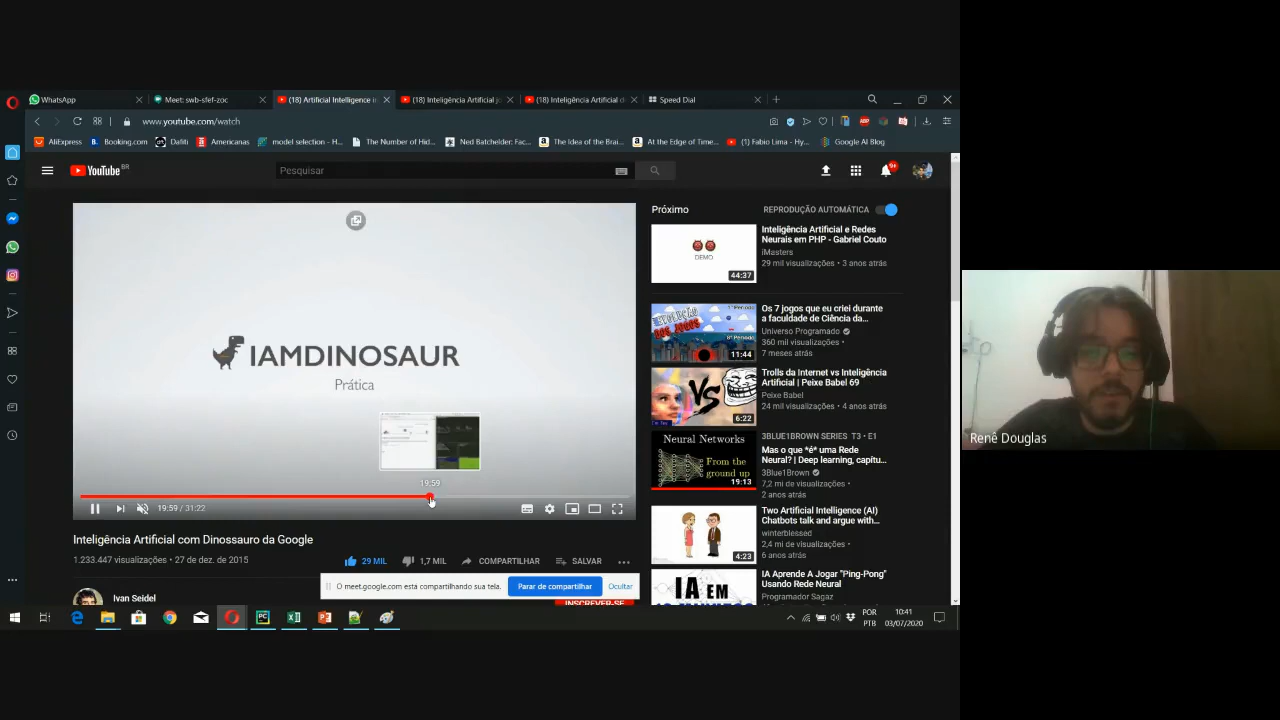 WhatsApp
Meet: swb-sfef-zoc
(18) Artificial Intelligence i
(18) Inteligência Artificial jo
(18) Inteligência Artificial d
Speed Dial
www.youtube.com/watch
AliExpress
Booking.com
Dafiti
Americanas
model selection - H...
The Number of Hid...
Ned Batchelder: Fac...
The Idea of the Brai...
At the Edge of Time...
(1) Fabio Lima - Hy...
Google AI Blog
YouTube BR
Pesquisar
9+
IAMDINOSAUR
Prática
19:59
19:59 / 31:22
Inteligência Artificial com Dinossauro da Google
1.233.447 visualizações • 27 de dez. de 2015
29 MIL
1,7 MIL
COMPARTILHAR
SALVAR
O meet.google.com está compartilhando sua tela.
Parar de compartilhar
Ocultar
Ivan Seidel
INSCREVER-SE
Próximo
REPRODUÇÃO AUTOMÁTICA
DEMO
44:37
Inteligência Artificial e Redes
Neurais em PHP - Gabriel Couto
iMasters
29 mil visualizações • 3 anos atrás
11:44
Os 7 jogos que eu criei durante
a faculdade de Ciência da...
Universo Programado
360 mil visualizações •
7 meses atrás
VS
6:22
Trolls da Internet vs Inteligência
Artificial | Peixe Babel 69
Peixe Babel
24 mil visualizações • 4 anos atrás
Neural Networks
From the
ground up
19:13
3BLUE1BROWN SERIES T3 • E1
Mas o que *é* uma Rede
Neural? | Deep learning, capítu...
3Blue1Brown
7,2 mi de visualizações •
2 anos atrás
4:23
Two Artificial Intelligence (AI)
Chatbots talk and argue with...
winterblessed
2,4 mi de visualizações •
6 anos atrás
IA EM
IA Aprende A Jogar "Ping-Pong"
Usando Rede Neural
Programador Sagaz
Renê Douglas
POR
PTB
10:41
03/07/2020